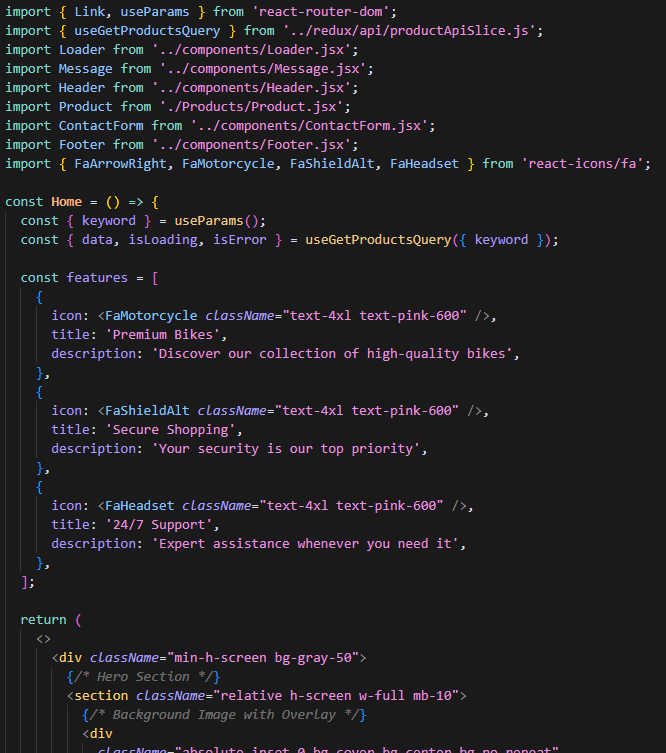 import { Link, useParams } from 'react-router-dom';
import { useGetProductsQuery } from '../redux/api/productApiSlice.js';
import Loader from '../components/Loader.jsx';
import Message from '../components/Message.jsx';
import Header from '../components/Header.jsx';
import Product from './Products/Product.jsx';
import ContactForm from '../components/ContactForm.jsx';
import Footer from '../components/Footer.jsx';
import { FaArrowRight, FaMotorcycle, FaShieldAlt, FaHeadset } from 'react-icons/fa';

const Home = () => {
  const { keyword } = useParams();
  const { data, isLoading, isError } = useGetProductsQuery({ keyword });

  const features = [
    {
      icon: <FaMotorcycle className="text-4xl text-pink-600" />,
      title: 'Premium Bikes',
      description: 'Discover our collection of high-quality bikes',
    },
    {
      icon: <FaShieldAlt className="text-4xl text-pink-600" />,
      title: 'Secure Shopping',
      description: 'Your security is our top priority',
    },
    {
      icon: <FaHeadset className="text-4xl text-pink-600" />,
      title: '24/7 Support',
      description: 'Expert assistance whenever you need it',
    },
  ];

  return (
    <>
      <div className="min-h-screen bg-gray-50">
        {/* Hero Section */}
        <section className="relative h-screen w-full mb-10">
          {/* Background Image with Overlay */}
          <div
            className="absolute inset-0 bg-cover bg-center bg-no-repeat"